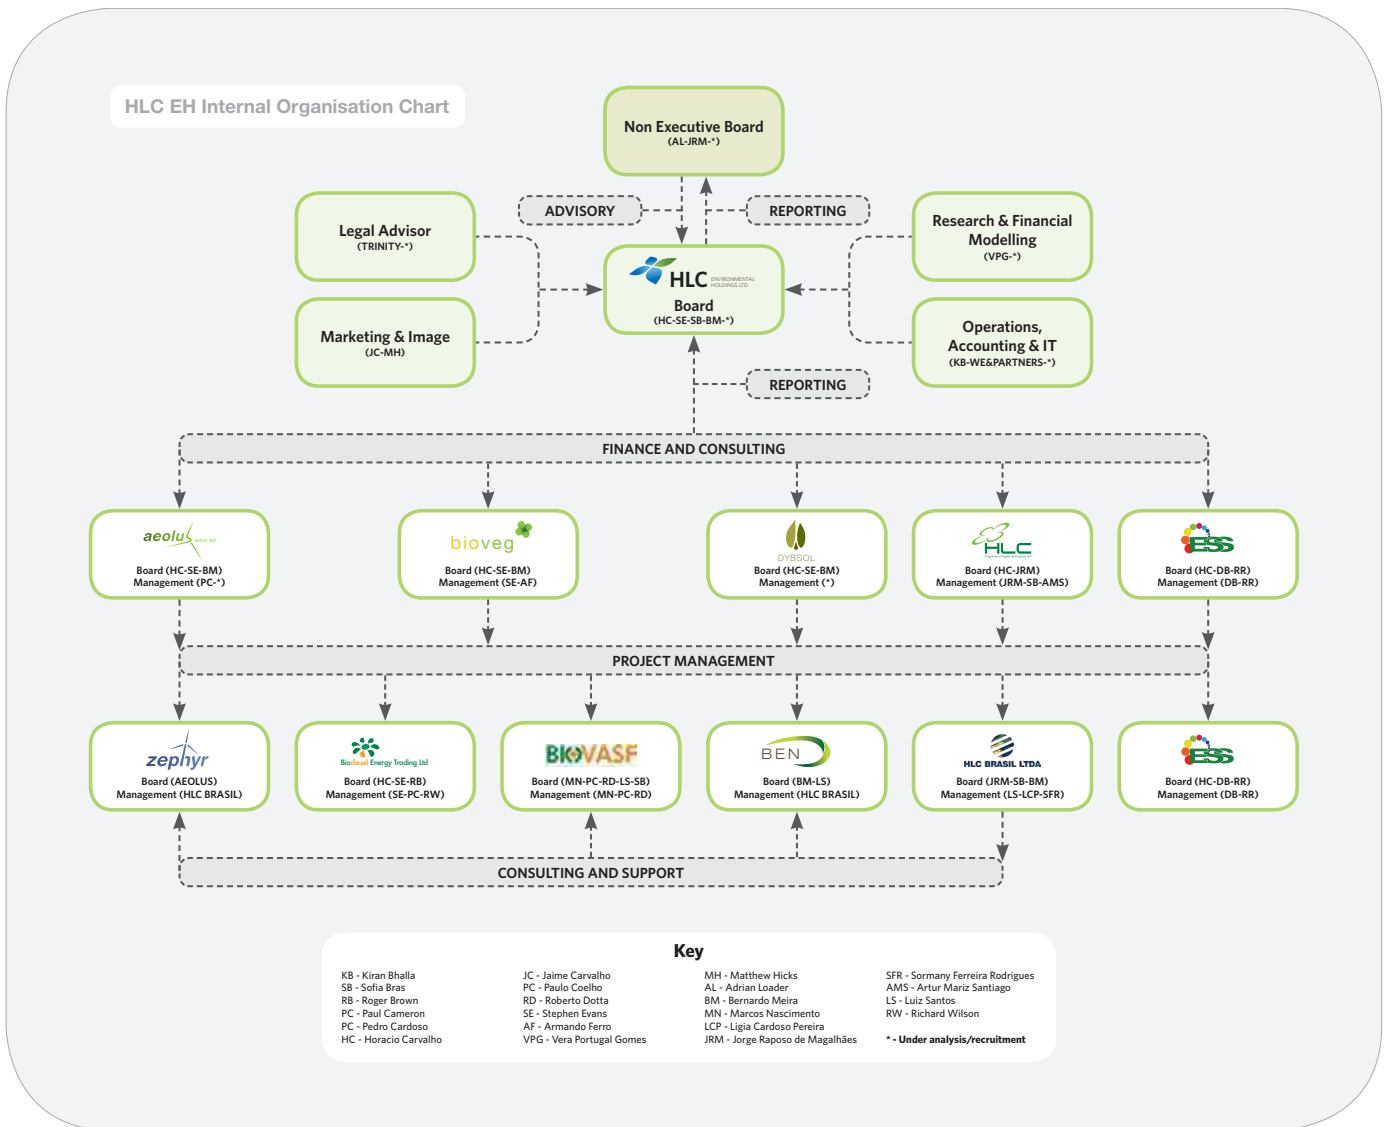 HLC EH Internal Organisation Chart
Non Executive Board
(AL-JRM-*)
ADVISORY
REPORTING
Legal Advisor
(TRINITY-*)
Research & Financial
Modelling
(VPG-*)
HLC ENVIRONMENTAL
HOLDINGS LTD
Board
(HC-SE-SB-BM-*)
Marketing & Image
(JC-MH)
Operations,
Accounting & IT
(KB-WE&PARTNERS-*)
REPORTING
FINANCE AND CONSULTING
aeolus wind ltd
Board (HC-SE-BM)
Management (PC-*)
bioveg
Board (HC-SE-BM)
Management (SE-AF)
DYBSOL
Board (HC-SE-BM)
Management (*)
HLC
Board (HC-JRM)
Management (JRM-SB-AMS)
ESS
Board (HC-DB-RR)
Management (DB-RR)
PROJECT MANAGEMENT
zephyr
Board (AEOLUS)
Management (HLC BRASIL)
Biodiesel Energy Trading Ltd
Board (HC-SE-RB)
Management (SE-PC-RW)
BIOVASF
Board (MN-PC-RD-LS-SB)
Management (MN-PC-RD)
BEN
Board (BM-LS)
Management (HLC BRASIL)
HLC BRASIL LTDA
Board (JRM-SB-BM)
Management (LS-LCP-SFR)
ESS
Board (HC-DB-RR)
Management (DB-RR)
CONSULTING AND SUPPORT
Key
KB - Kiran Bhalla
SB - Sofia Bras
RB - Roger Brown
PC - Paul Cameron
PC - Pedro Cardoso
HC - Horacio Carvalho
JC - Jaime Carvalho
PC - Paulo Coelho
RD - Roberto Dotta
SE - Stephen Evans
AF - Armando Ferro
VPG - Vera Portugal Gomes
MH - Matthew Hicks
AL - Adrian Loader
BM - Bernardo Meira
MN - Marcos Nascimento
LCP - Ligia Cardoso Pereira
JRM - Jorge Raposo de Magalhães
SFR - Sormany Ferreira Rodrigues
AMS - Artur Mariz Santiago
LS - Luiz Santos
RW - Richard Wilson
* - Under analysis/recruitment